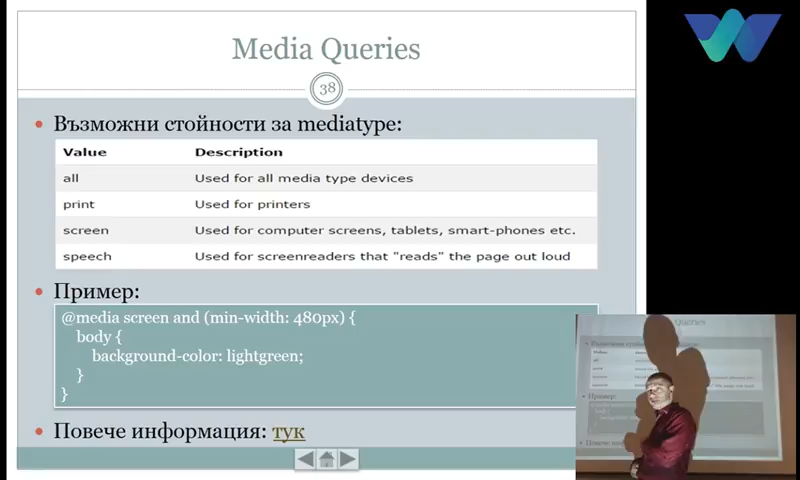 Media Queries
38
Възможни стойности за mediatype:
Value Description
all Used for all media type devices
print Used for printers
screen Used for computer screens, tablets, smart-phones etc.
speech Used for screenreaders that "reads" the page out loud
Пример:
@media screen and (min-width: 480px) {
body {
background-color: lightgreen;
}
}
Повече информация: тук